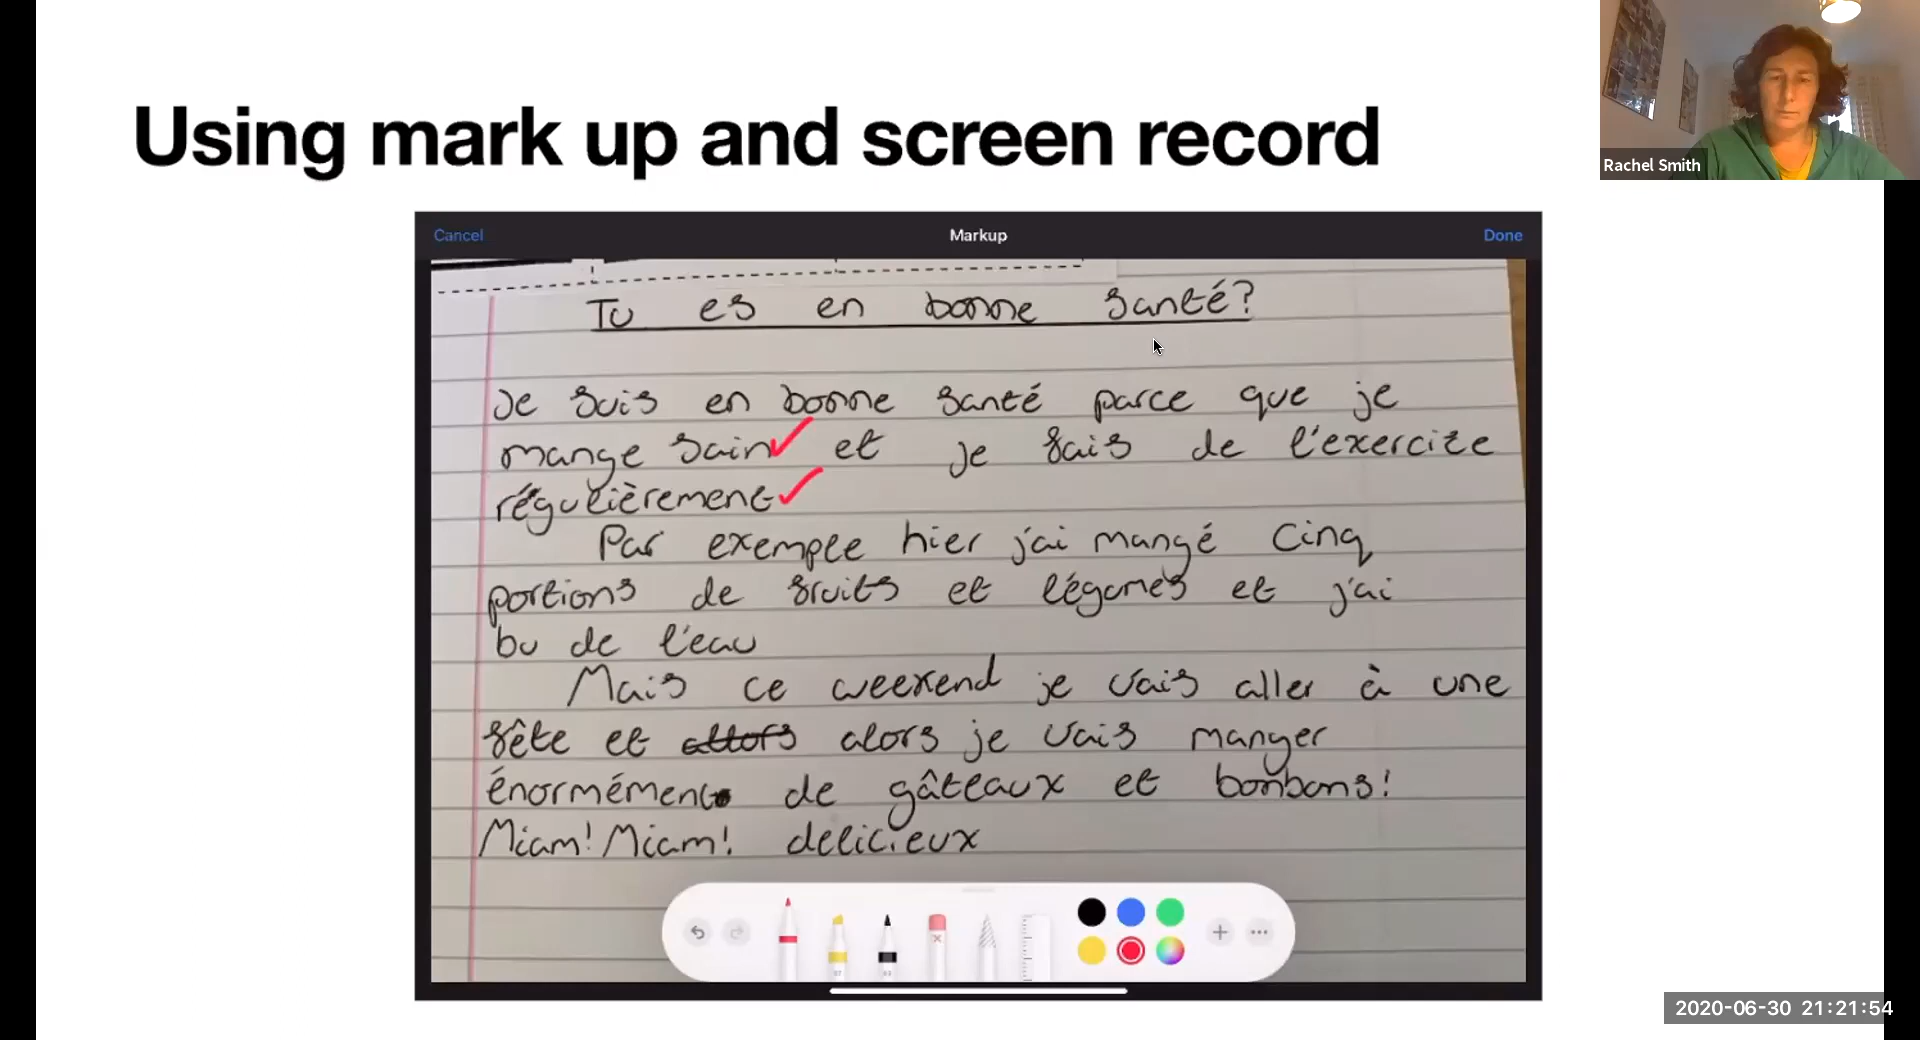 Using mark up and screen record
Rachel Smith
Cancel Markup Done
Tu es en bonne santé?
Je suis en bonne santé parce que je
mange sain et je fais de l'exercize
régulièrement
Par exemple hier j'ai mangé cinq
portions de fruits et légumes et j'ai
bu de l'eau
Mais ce weekend je vais aller à une
fête et allors alors je vais manger
énormément de gâteaux et bonbons!
Miam! Miam! delicieux
2020-06-30 21:21:54